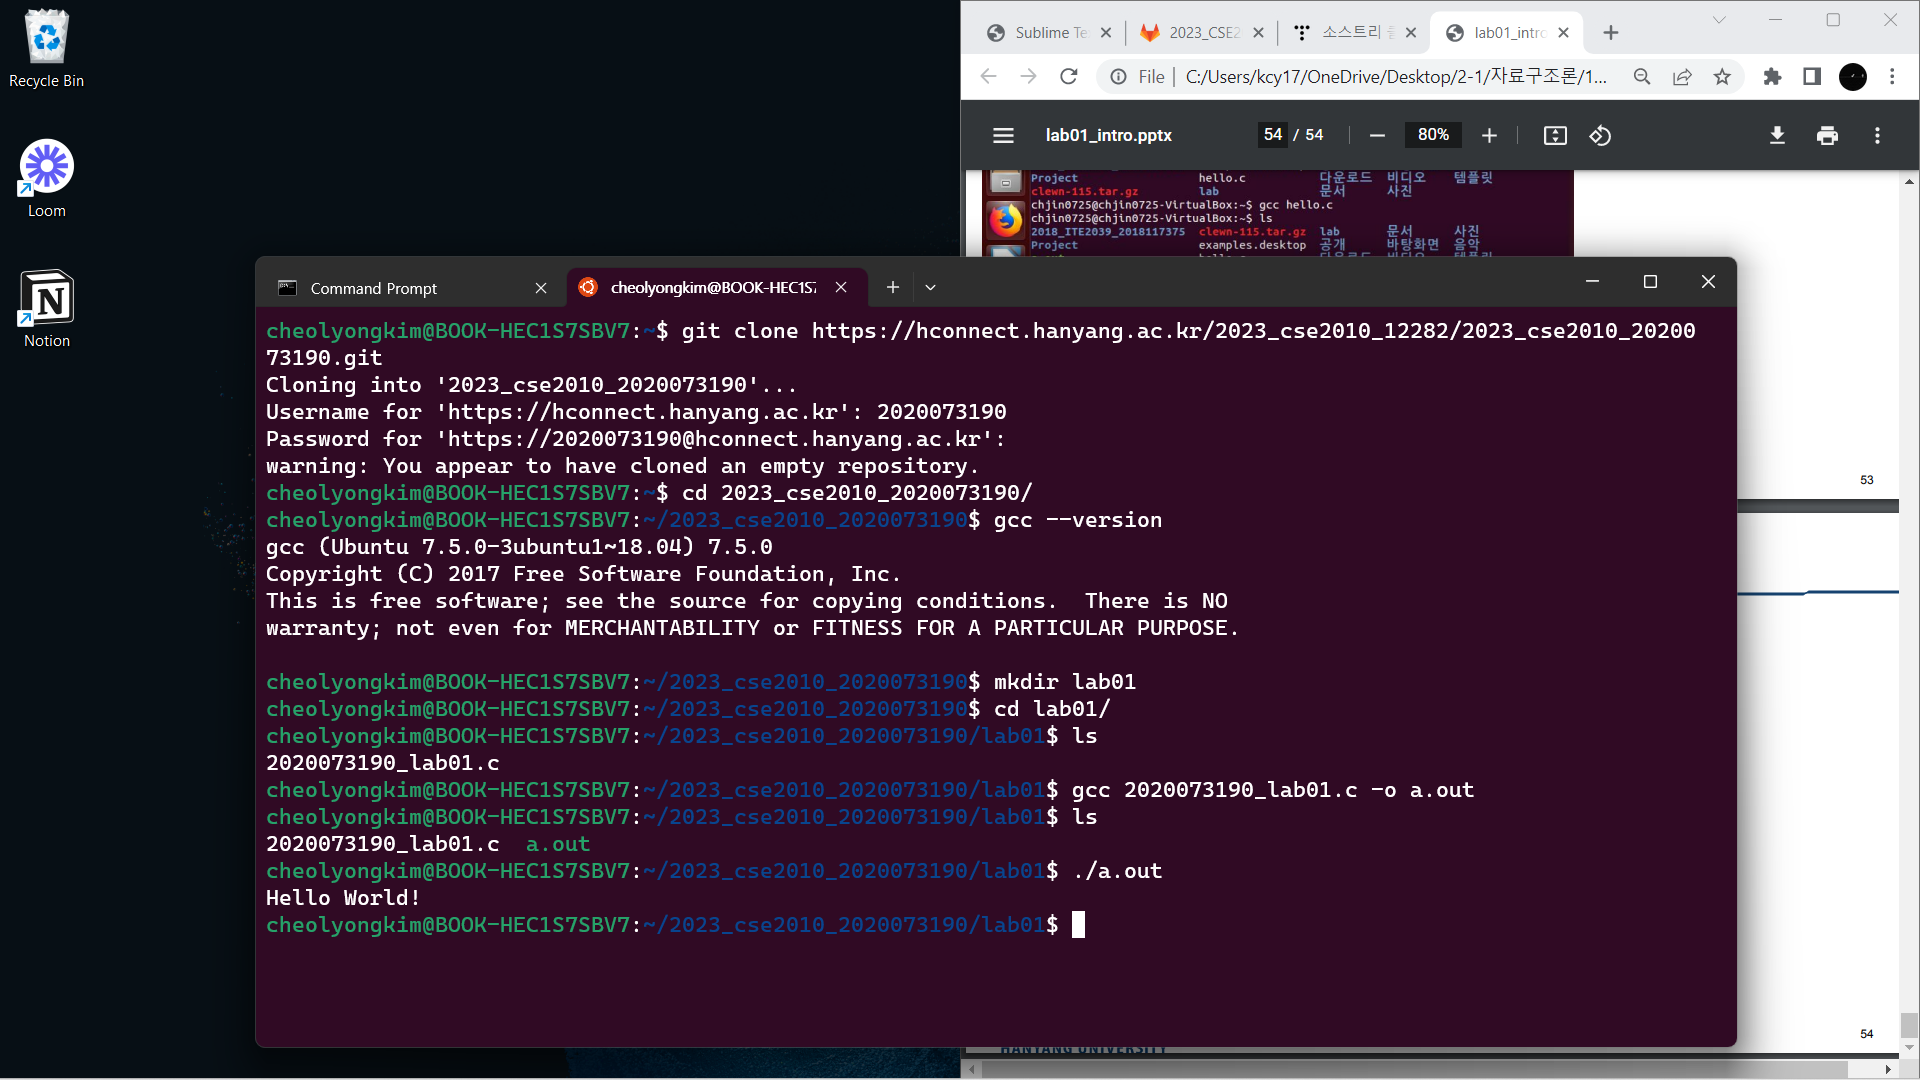 Recycle Bin
Loom
Notion
Sublime Te
2023_CSE2
소스트리
lab01_intro
File
C:/Users/kcy17/OneDrive/Desktop/2-1/자료구조론/1...
lab01_intro.pptx
54 / 54
80%
Project hello.c 다운로드 비디오 템플릿
clewn-115.tar.gz lab 문서 사진
chjin0725@chjin0725-VirtualBox:~$ gcc hello.c
chjin0725@chjin0725-VirtualBox:~$ ls
2018_ITE2039_2018117375 clewn-115.tar.gz lab 문서 사진
Project examples.desktop 공개 바탕화면 음악
53
54
HANYANG UNIVERSITY
Command Prompt
cheolyongkim@BOOK-HEC1S7
cheolyongkim@BOOK-HEC1S7SBV7:~$ git clone https://hconnect.hanyang.ac.kr/2023_cse2010_12282/2023_cse2010_20200
73190.git
Cloning into '2023_cse2010_2020073190'...
Username for 'https://hconnect.hanyang.ac.kr': 2020073190
Password for 'https://2020073190@hconnect.hanyang.ac.kr':
warning: You appear to have cloned an empty repository.
cheolyongkim@BOOK-HEC1S7SBV7:~$ cd 2023_cse2010_2020073190/
cheolyongkim@BOOK-HEC1S7SBV7:~/2023_cse2010_2020073190$ gcc --version
gcc (Ubuntu 7.5.0-3ubuntu1~18.04) 7.5.0
Copyright (C) 2017 Free Software Foundation, Inc.
This is free software; see the source for copying conditions.  There is NO
warranty; not even for MERCHANTABILITY or FITNESS FOR A PARTICULAR PURPOSE.
cheolyongkim@BOOK-HEC1S7SBV7:~/2023_cse2010_2020073190$ mkdir lab01
cheolyongkim@BOOK-HEC1S7SBV7:~/2023_cse2010_2020073190$ cd lab01/
cheolyongkim@BOOK-HEC1S7SBV7:~/2023_cse2010_2020073190/lab01$ ls
2020073190_lab01.c
cheolyongkim@BOOK-HEC1S7SBV7:~/2023_cse2010_2020073190/lab01$ gcc 2020073190_lab01.c -o a.out
cheolyongkim@BOOK-HEC1S7SBV7:~/2023_cse2010_2020073190/lab01$ ls
2020073190_lab01.c  a.out
cheolyongkim@BOOK-HEC1S7SBV7:~/2023_cse2010_2020073190/lab01$ ./a.out
Hello World!
cheolyongkim@BOOK-HEC1S7SBV7:~/2023_cse2010_2020073190/lab01$